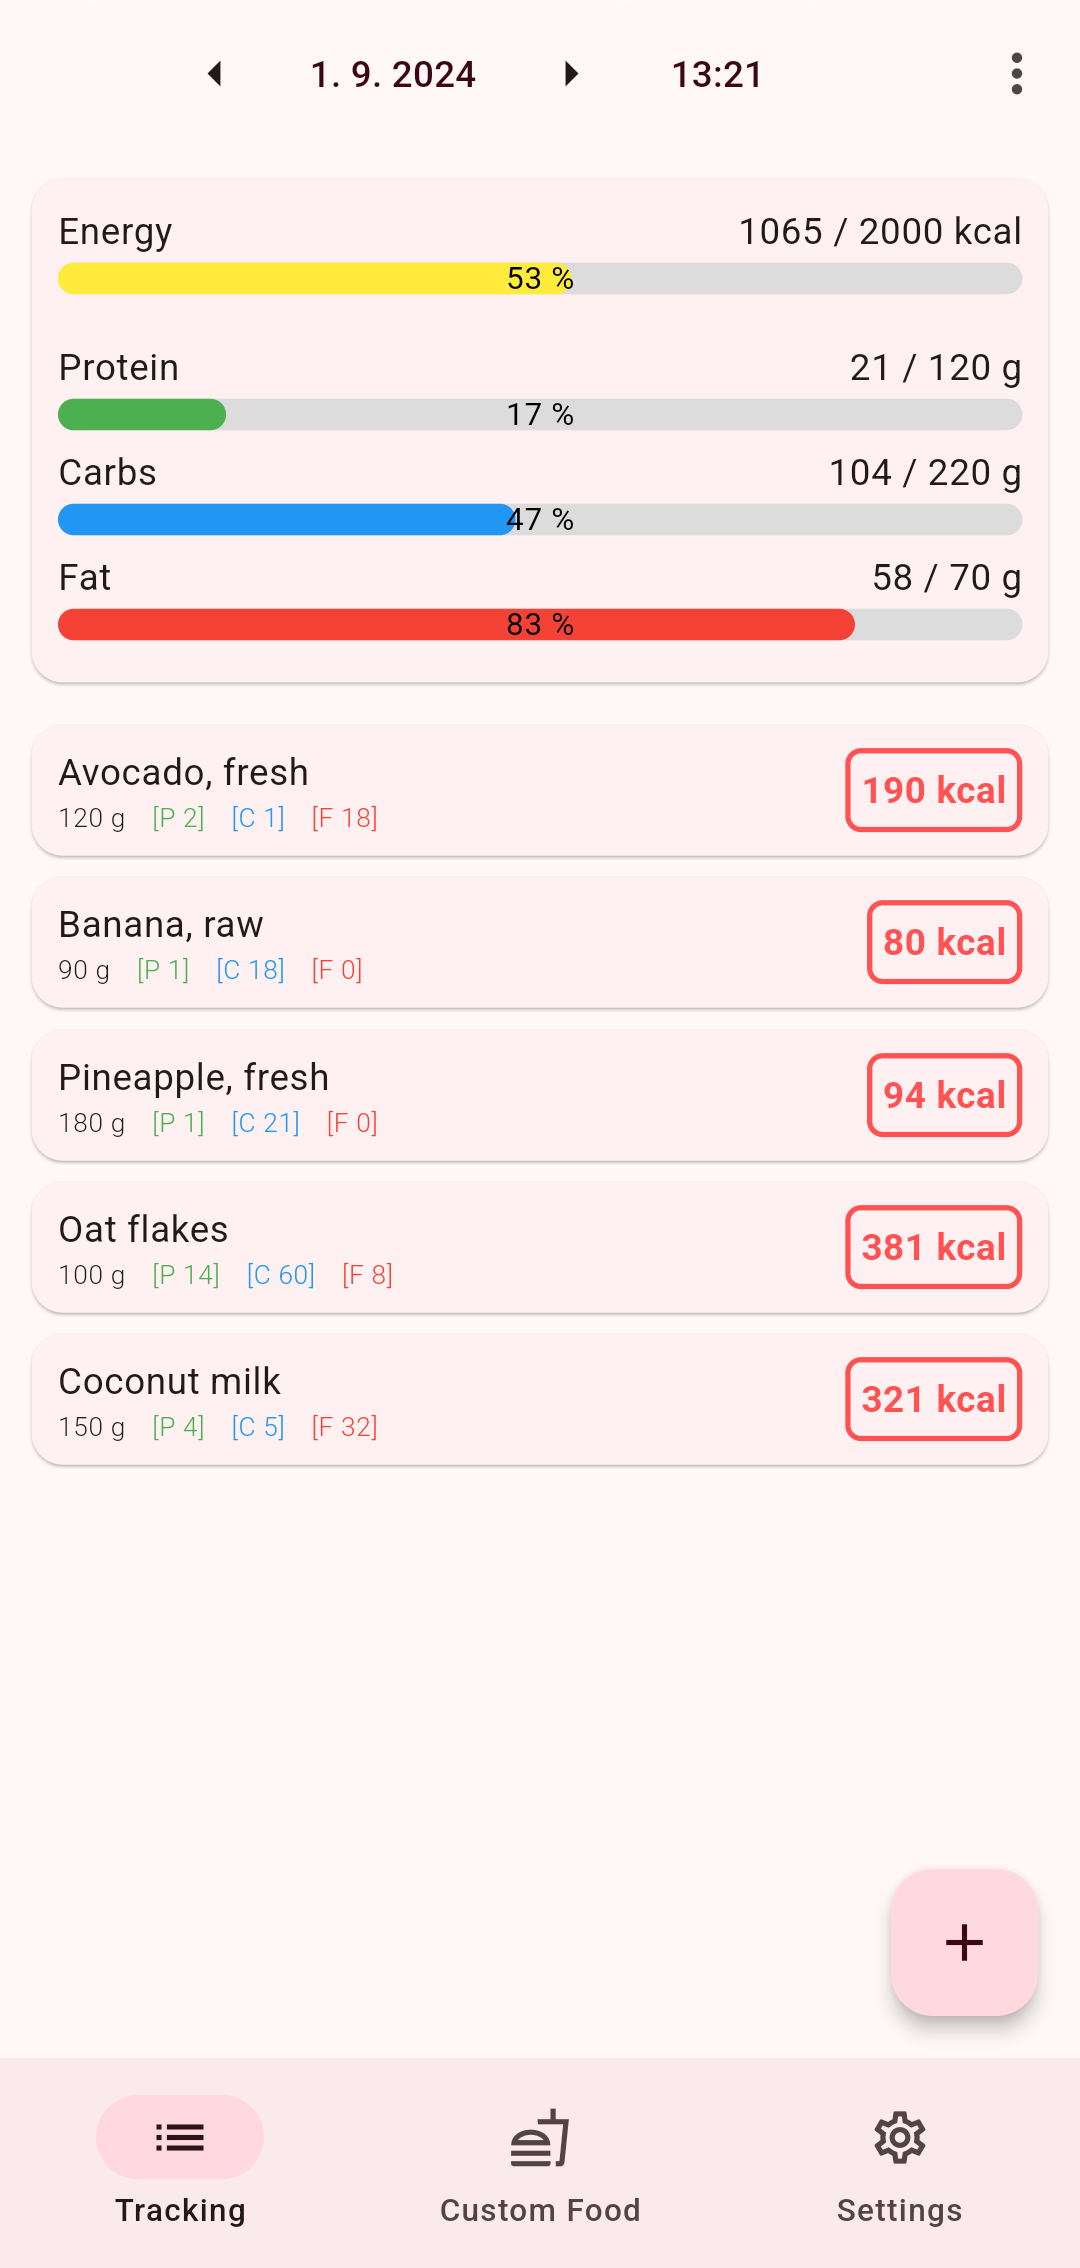 1. 9. 2024 13:21
Energy 1065 / 2000 kcal
53 %
Protein 21 / 120 g
17 %
Carbs 104 / 220 g
47 %
Fat 58 / 70 g
83 %
Avocado, fresh
120 g [P 2] [C 1] [F 18]
190 kcal
Banana, raw
90 g [P 1] [C 18] [F 0]
80 kcal
Pineapple, fresh
180 g [P 1] [C 21] [F 0]
94 kcal
Oat flakes
100 g [P 14] [C 60] [F 8]
381 kcal
Coconut milk
150 g [P 4] [C 5] [F 32]
321 kcal
Tracking Custom Food Settings